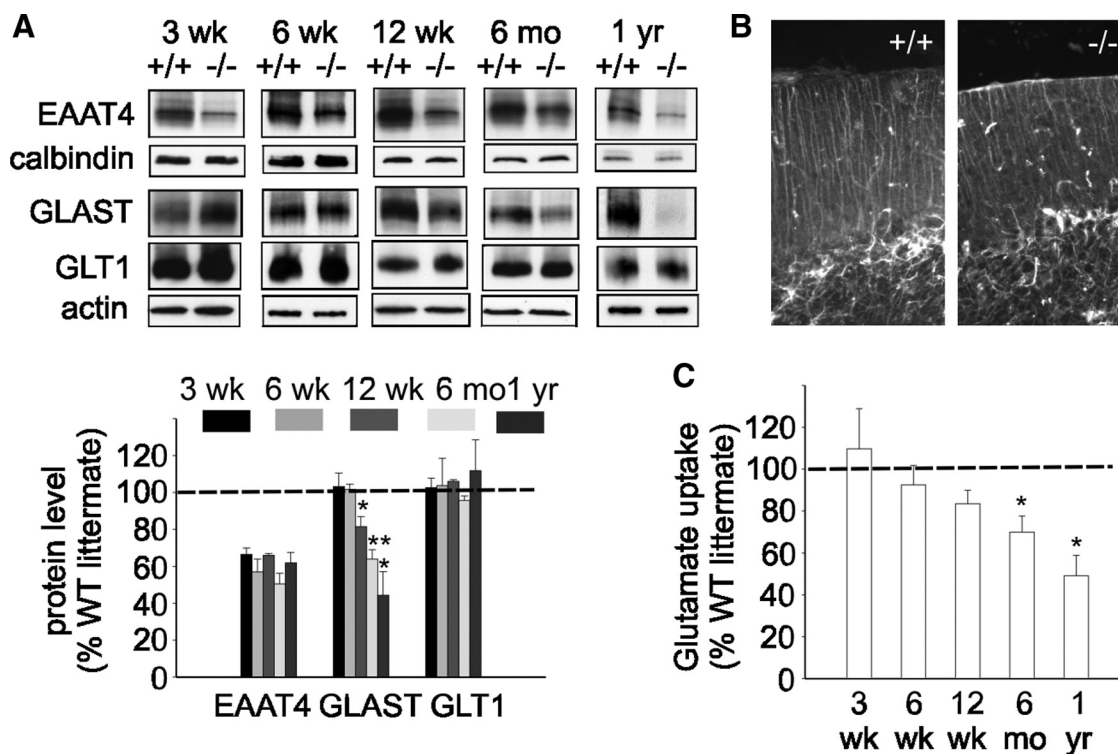 A
3 wk 6 wk 12 wk 6 mo 1 yr
+/+ -/- +/+ -/- +/+ -/- +/+ -/- +/+ -/-
EAAT4
calbindin
GLAST
GLT1
actin
3 wk 6 wk 12 wk 6 mo1 yr
protein level
(% WT littermate)
120
100
80
60
40
20
0
*
**
*
EAAT4 GLAST GLT1
B
+/+ -/-
C
Glutamate uptake
(% WT littermate)
120
100
80
60
40
20
0
*
*
3 6 12 6 1
wk wk wk mo yr